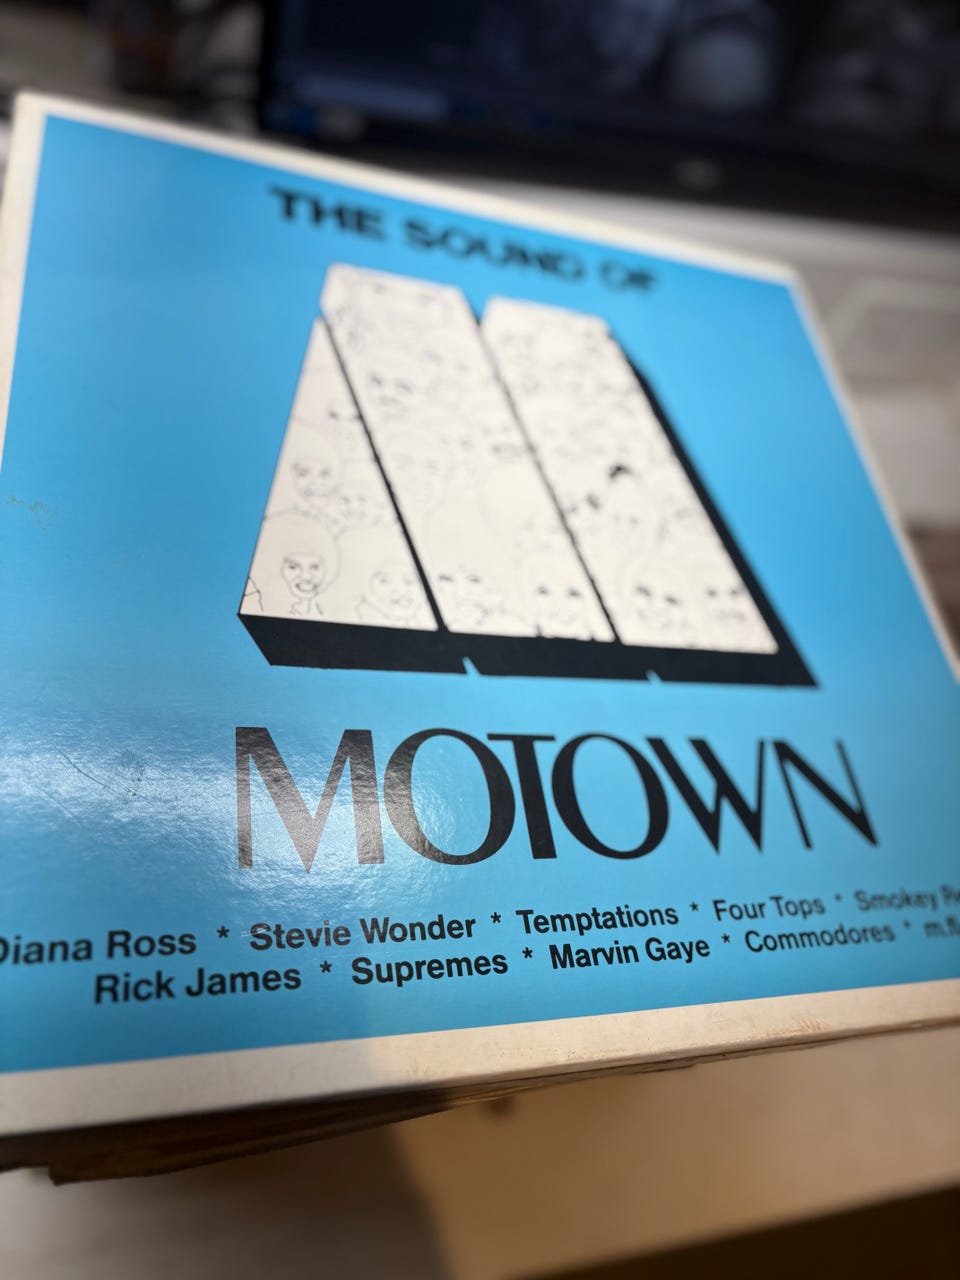 THE SOUND OF
MOTOWN
Diana Ross * Stevie Wonder * Temptations * Four Tops * Smokey
Rick James * Supremes * Marvin Gaye * Commodores *